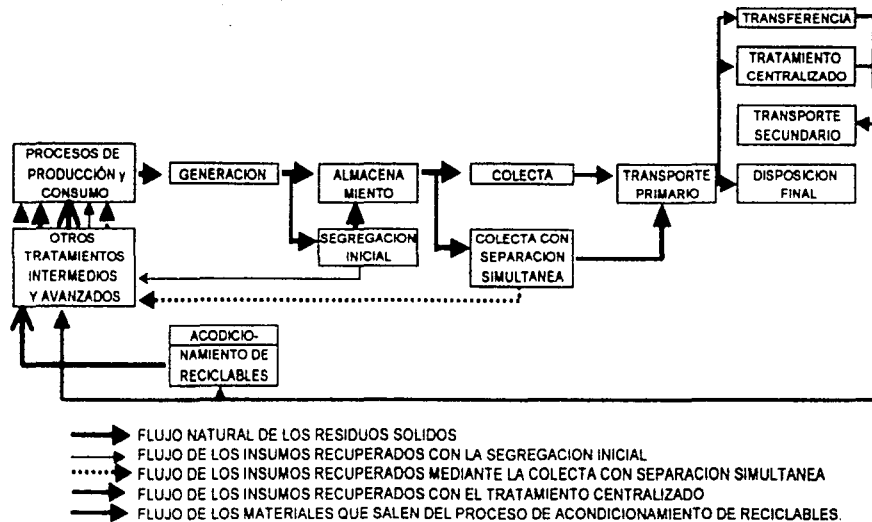 TRANSFERENCIA
TRATAMIENTO
CENTRALIZADO
TRANSPORTE
SECUNDARIO
PROCESOS DE
PRODUCCIÓN y
CONSUMO
GENERACION
ALMACENA
MIENTO
COLECTA
TRANSPORTE
PRIMARIO
DISPOSICION
FINAL
OTROS
TRATAMIENTOS
INTERMEDIOS
Y AVANZADOS
SEGREGACION
INICIAL
COLECTA CON
SEPARACION
SIMULTANEA
ACODICIO-
NAMIENTO DE
RECICLABLES
FLUJO NATURAL DE LOS RESIDUOS SOLIDOS
FLUJO DE LOS INSUMOS RECUPERADOS CON LA SEGREGACION INICIAL
FLUJO DE LOS INSUMOS RECUPERADOS MEDIANTE LA COLECTA CON SEPARACION SIMULTANEA
FLUJO DE LOS INSUMOS RECUPERADOS CON EL TRATAMIENTO CENTRALIZADO
FLUJO DE LOS MATERIALES QUE SALEN DEL PROCESO DE ACONDICIONAMIENTO DE RECICLABLES.